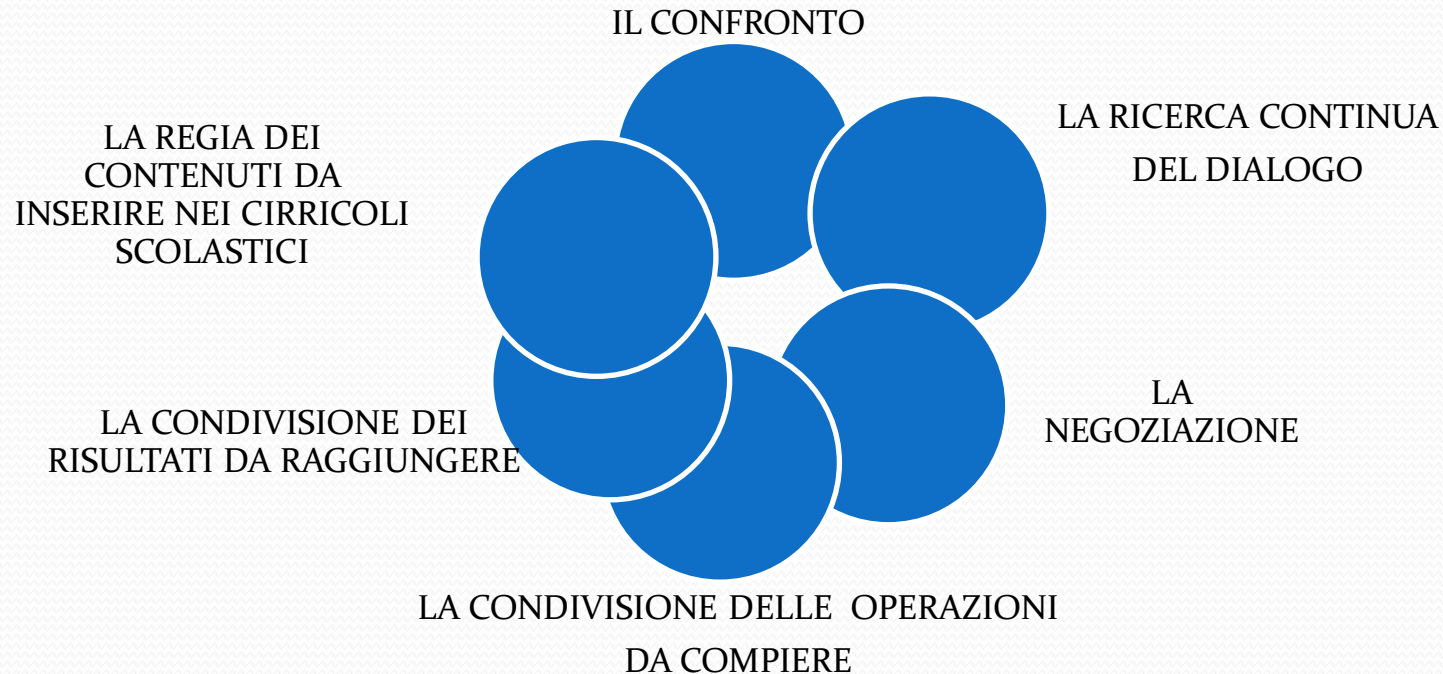 IL CONFRONTO
LA RICERCA CONTINUA
DEL DIALOGO
LA
NEGOZIAZIONE
LA CONDIVISIONE DELLE OPERAZIONI
DA COMPIERE
LA CONDIVISIONE DEI
RISULTATI DA RAGGIUNGERE
LA REGIA DEI
CONTENUTI DA
INSERIRE NEI CIRRICOLI
SCOLASTICI